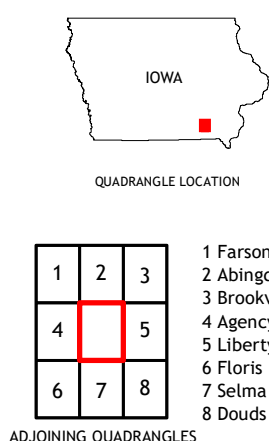 IOWA
QUADRANGLE LOCATION
1 2 3
4 5
6 7 8
1 Farson
2 Abingd
3 Brookv
4 Agency
5 Liberty
6 Floris
7 Selma
8 Douds
ADJOINING QUADRANGLES